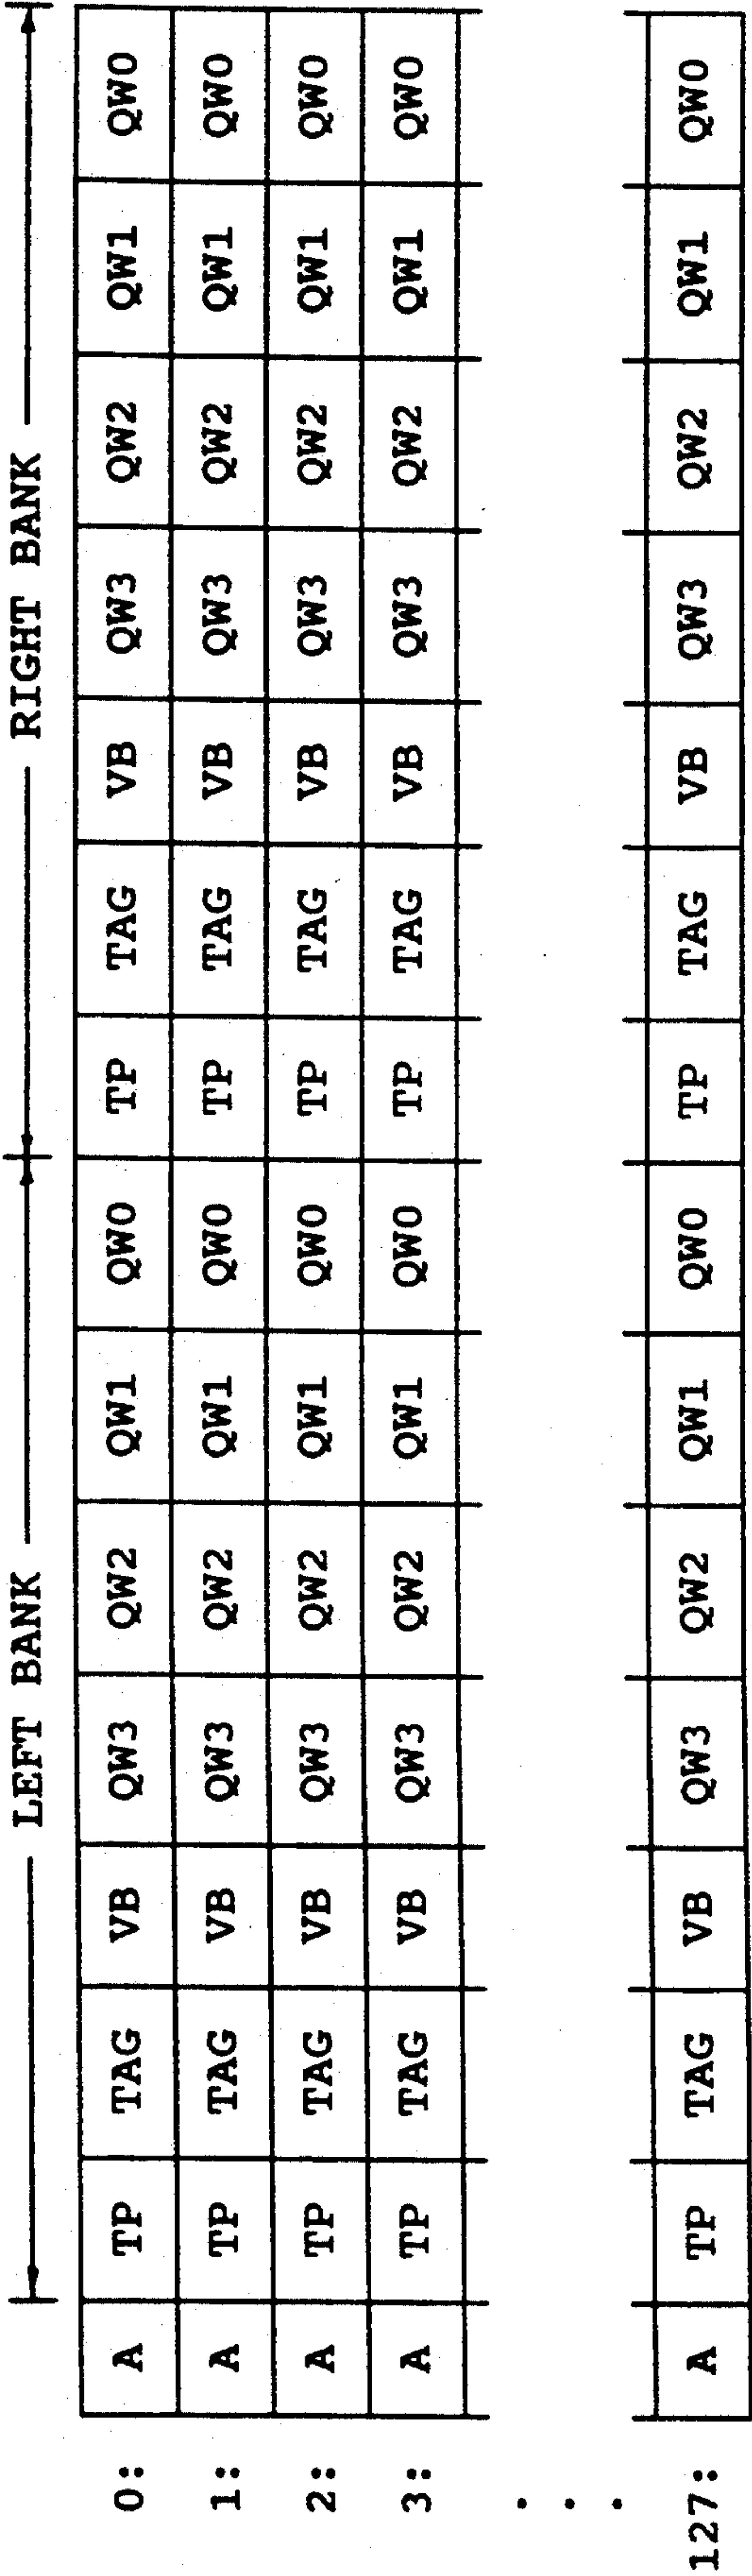 LEFT BANK RIGHT BANK
0: A TP TAG VB QW3 QW2 QW1 QW0 TP TAG VB QW3 QW2 QW1 QW0
1: A TP TAG VB QW3 QW2 QW1 QW0 TP TAG VB QW3 QW2 QW1 QW0
2: A TP TAG VB QW3 QW2 QW1 QW0 TP TAG VB QW3 QW2 QW1 QW0
3: A TP TAG VB QW3 QW2 QW1 QW0 TP TAG VB QW3 QW2 QW1 QW0
.
.
.
127: A TP TAG VB QW3 QW2 QW1 QW0 TP TAG VB QW3 QW2 QW1 QW0